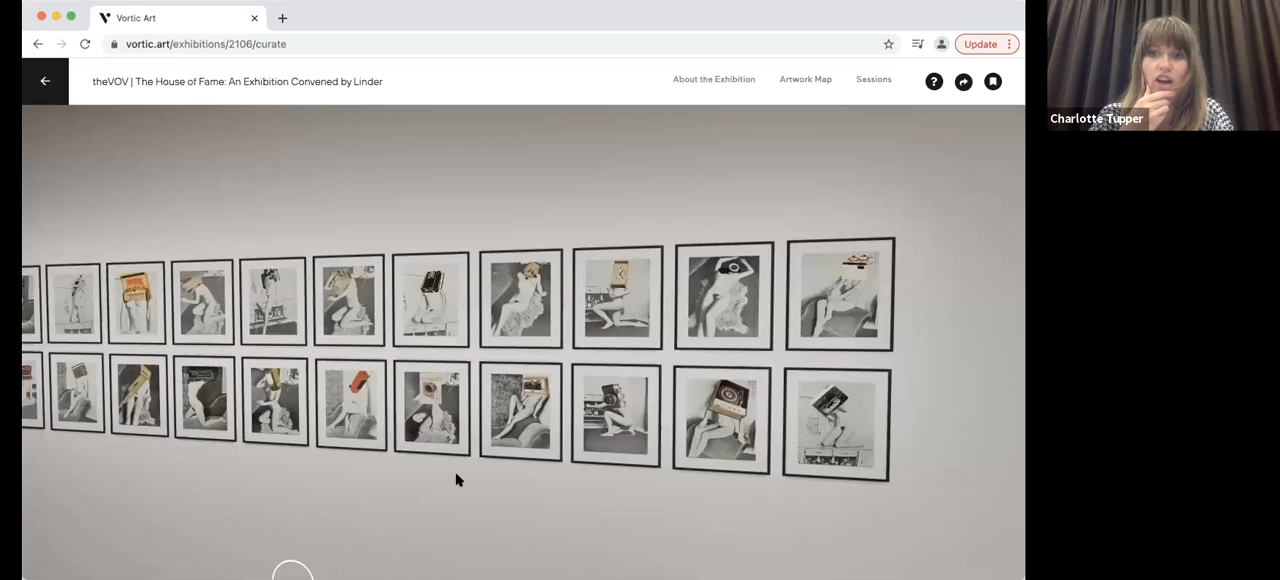 Vortic Art
vortic.art/exhibitions/2106/curate
Update
theVOV | The House of Fame: An Exhibition Convened by Linder
About the Exhibition
Artwork Map
Sessions
?
Charlotte Tupper